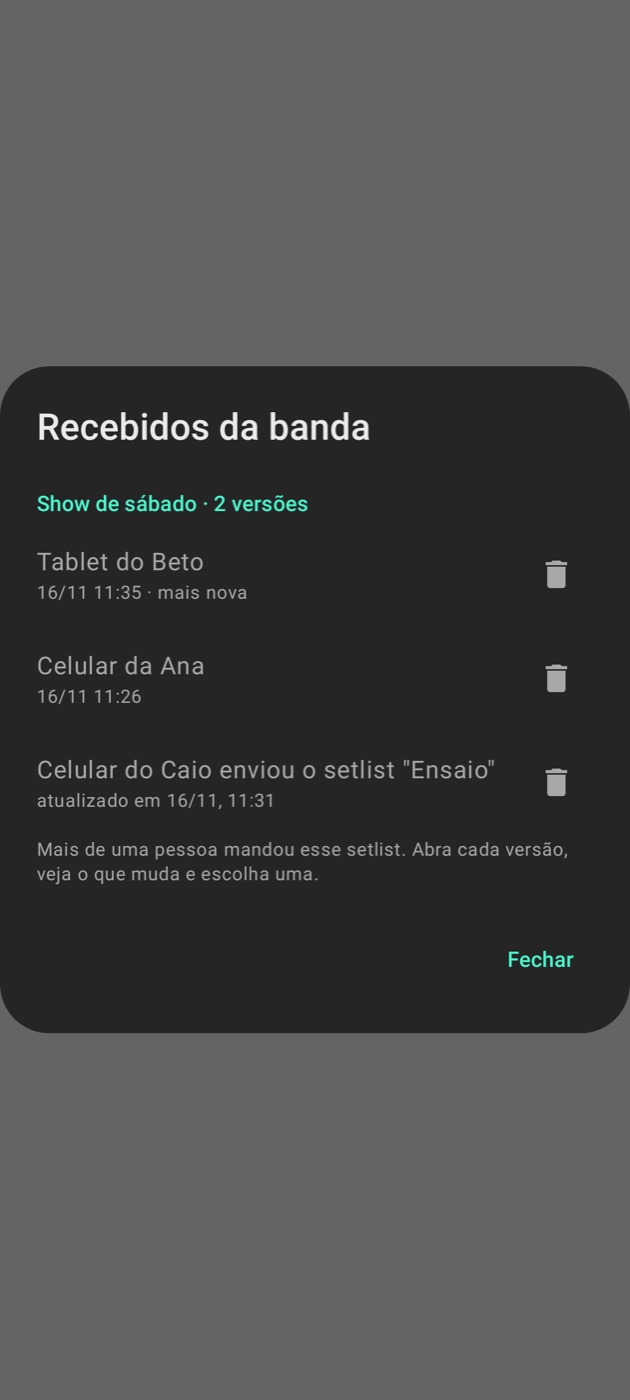 Recebidos da banda
Show de sábado · 2 versões
Tablet do Beto
16/11 11:35 · mais nova
Celular da Ana
16/11 11:26
Celular do Caio enviou o setlist "Ensaio"
atualizado em 16/11, 11:31
Mais de uma pessoa mandou esse setlist. Abra cada versão,
veja o que muda e escolha uma.
Fechar